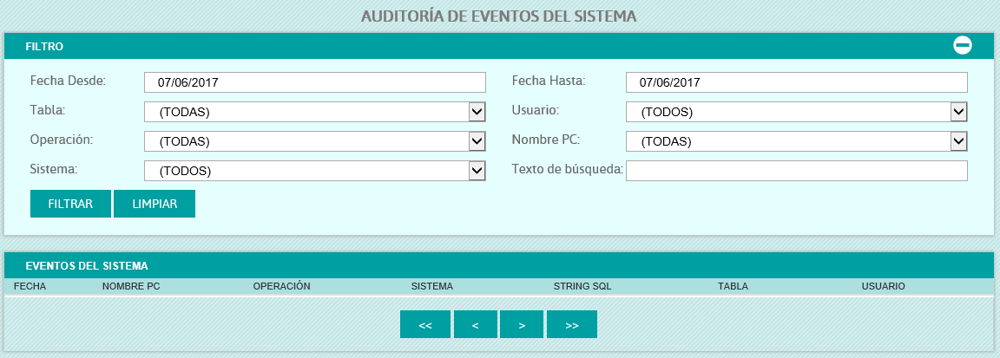 AUDITORÍA DE EVENTOS DEL SISTEMA
FILTRO
Fecha Desde: 07/06/2017 Fecha Hasta: 07/06/2017
Tabla: (TODAS) Usuario: (TODOS)
Operación: (TODAS) Nombre PC: (TODAS)
Sistema: (TODOS) Texto de búsqueda:
FILTRAR LIMPIAR
EVENTOS DEL SISTEMA
FECHA NOMBRE PC OPERACIÓN SISTEMA STRING SQL TABLA USUARIO
<< < > >>